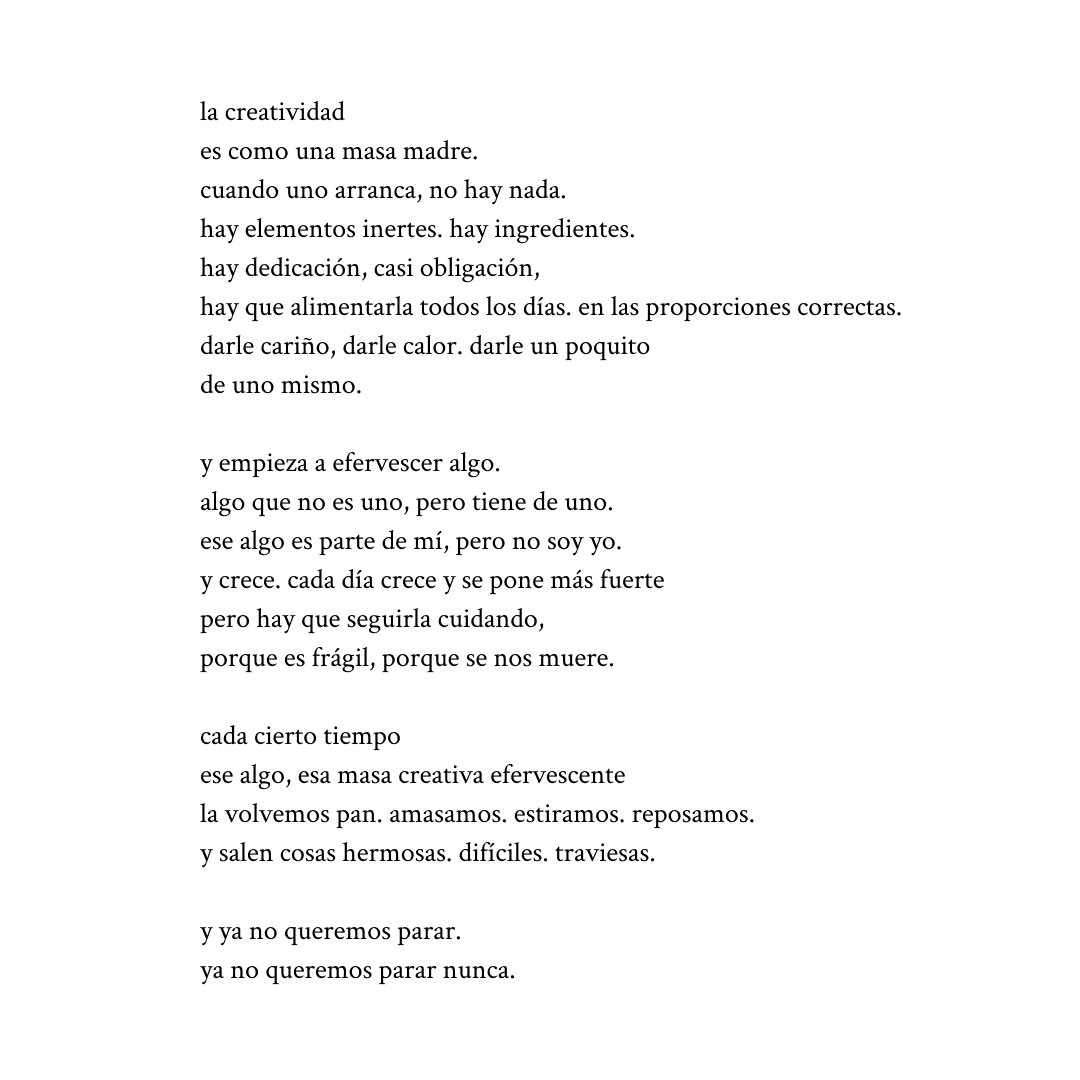 la creatividad
es como una masa madre.
cuando uno arranca, no hay nada.
hay elementos inertes. hay ingredientes.
hay dedicación, casi obligación,
hay que alimentarla todos los días. en las proporciones correctas.
darle cariño, darle calor. darle un poquito
de uno mismo.
y empieza a efervescer algo.
algo que no es uno, pero tiene de uno.
ese algo es parte de mí, pero no soy yo.
y crece. cada día crece y se pone más fuerte
pero hay que seguirla cuidando,
porque es frágil, porque se nos muere.
cada cierto tiempo
ese algo, esa masa creativa efervescente
la volvemos pan. amasamos. estiramos. reposamos.
y salen cosas hermosas. difíciles. traviesas.
y ya no queremos parar.
ya no queremos parar nunca.